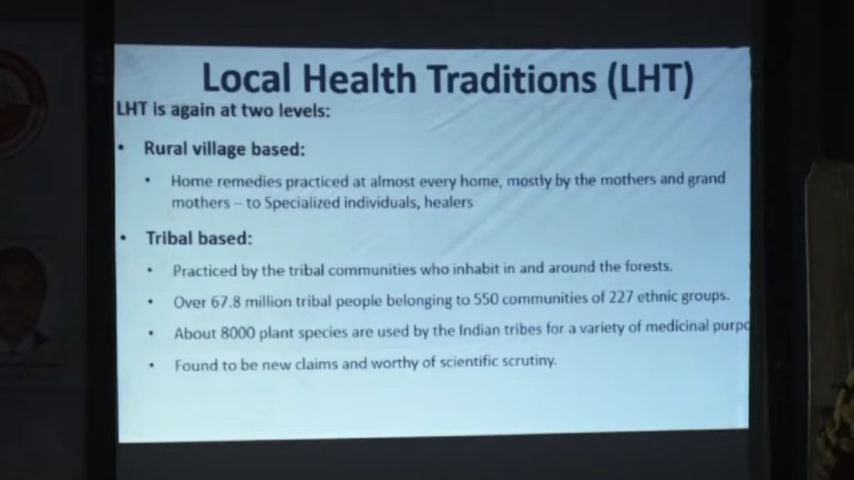 Local Health Traditions (LHT)
LHT is again at two levels:
• Rural village based:
• Home remedies practiced at almost every home, mostly by the mothers and grand
mothers – to Specialized individuals, healers
• Tribal based:
• Practiced by the tribal communities who inhabit in and around the forests.
• Over 67.8 million tribal people belonging to 550 communities of 227 ethnic groups.
• About 8000 plant species are used by the Indian tribes for a variety of medicinal purpo
• Found to be new claims and worthy of scientific scrutiny.